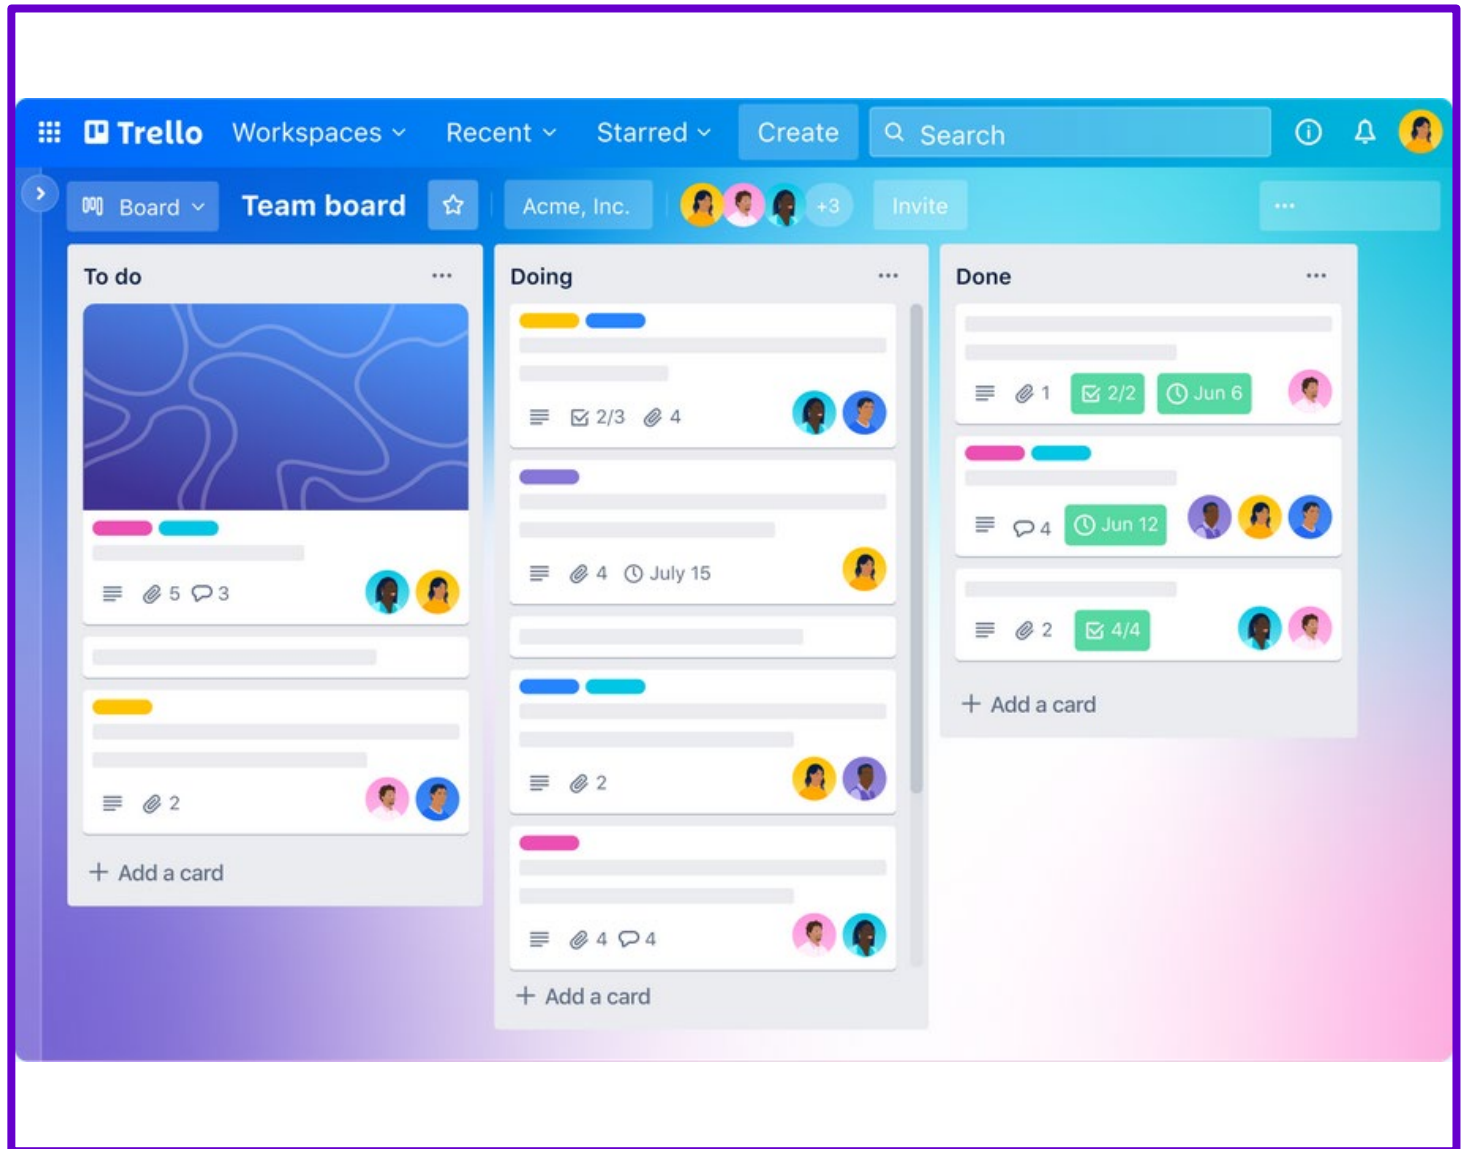 Trello Workspaces Recent Starred Create Search
Board Team board Acme, Inc. +3 Invite
To do
5 3
2
+ Add a card
Doing
2/3 4
4 July 15
2
4 4
+ Add a card
Done
1 2/2 Jun 6
4 Jun 12
2 4/4
+ Add a card